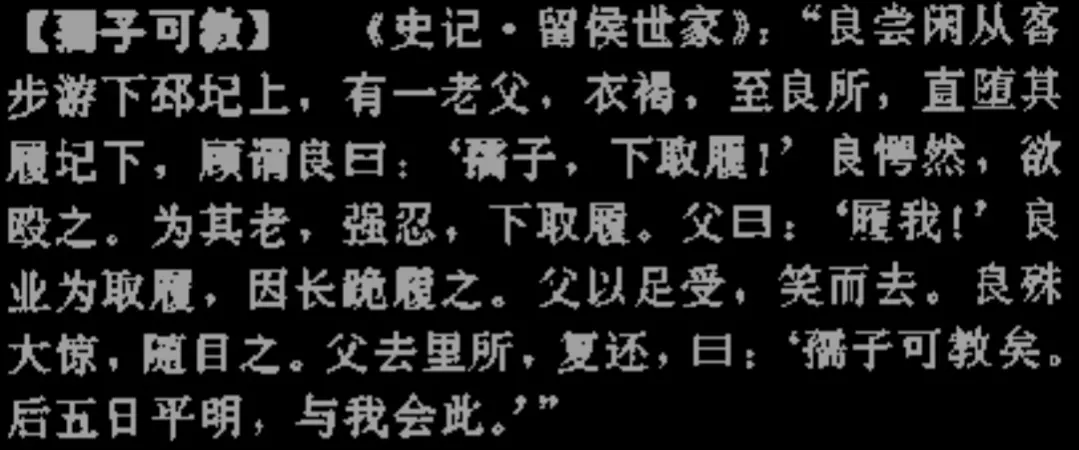 【孺子可教】 《史记·留侯世家》：“良尝闲从容
步游下邳圯上，有一老父，衣褐，至良所，直堕其
履圯下，顾谓良曰：‘孺子，下取履！’良愕然，欲
殴之。为其老，强忍，下取履。父曰：‘履我！’良
业为取履，因长跪履之。父以足受，笑而去。良殊
大惊，随目之。父去里所，复还，曰：‘孺子可教矣。
后五日平明，与我会此。’”